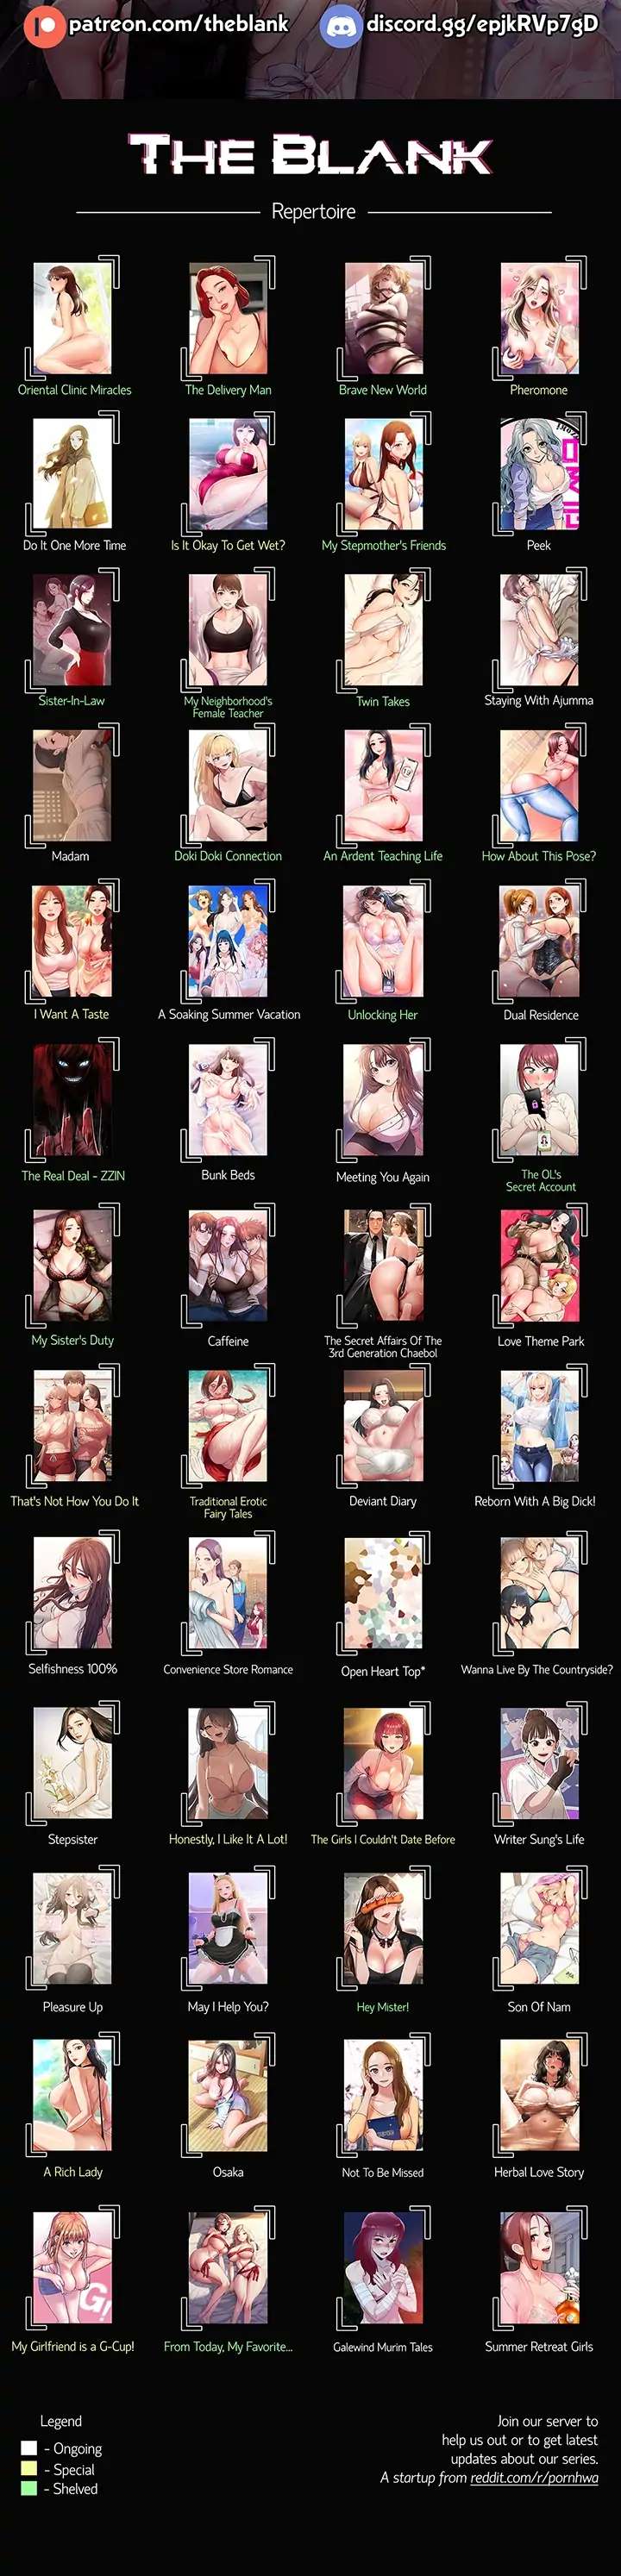 patreon.com/theblank discord.gg/epjkRVp7gD
THE BLANK
Repertoire
Oriental Clinic Miracles The Delivery Man Brave New World Pheromone
Do It One More Time Is It Okay To Get Wet? My Stepmother's Friends Peek
Sister-In-Law My Neighborhood's Twin Takes Staying With Ajumma
Female Teacher
Madam Doki Doki Connection An Ardent Teaching Life How About This Pose?
I Want A Taste A Soaking Summer Vacation Unlocking Her Dual Residence
The Real Deal - ZZIN Bunk Beds Meeting You Again The OL's
Secret Account
My Sister's Duty Caffeine The Secret Affairs Of The Love Theme Park
3rd Generation Chaebol
That's Not How You Do It Traditional Erotic Deviant Diary Reborn With A Big Dick!
Fairy Tales
Selfishness 100% Convenience Store Romance Open Heart Top* Wanna Live By The Countryside?
Stepsister Honestly, I Like It A Lot! The Girls I Couldn't Date Before Writer Sung's Life
Pleasure Up May I Help You? Hey Mister! Son Of Nam
A Rich Lady Osaka Not To Be Missed Herbal Love Story
My Girlfriend is a G-Cup! From Today, My Favorite... Galewind Murim Tales Summer Retreat Girls
Legend
- Ongoing
- Special
- Shelved
Join our server to
help us out or to get latest
updates about our series.
A startup from reddit.com/r/pornhwa